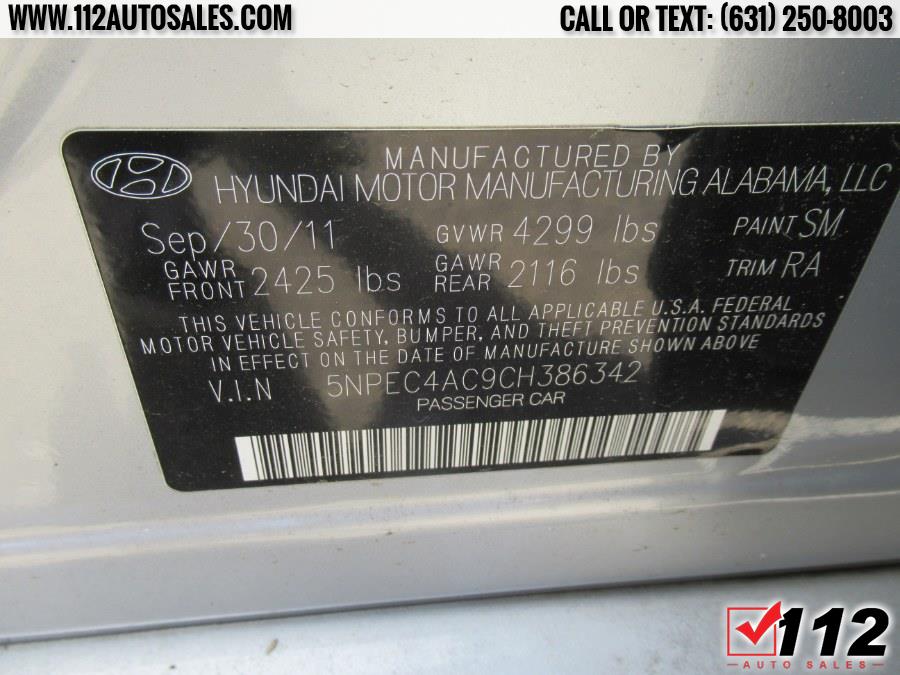 WWW.112AUTOSALES.COM
CALL OR TEXT: (631) 250-8003
MANUFACTURED BY
HYUNDAI MOTOR MANUFACTURING ALABAMA, LLC
Sep/30/11 GVWR 4299 lbs PAINT SM
GAWR FRONT 2425 lbs GAWR REAR 2116 lbs TRIM RA
THIS VEHICLE CONFORMS TO ALL APPLICABLE U.S.A. FEDERAL
MOTOR VEHICLE SAFETY, BUMPER, AND THEFT PREVENTION STANDARDS
IN EFFECT ON THE DATE OF MANUFACTURE SHOWN ABOVE
V.I.N 5NPEC4AC9CH386342
PASSENGER CAR
112
AUTO SALES